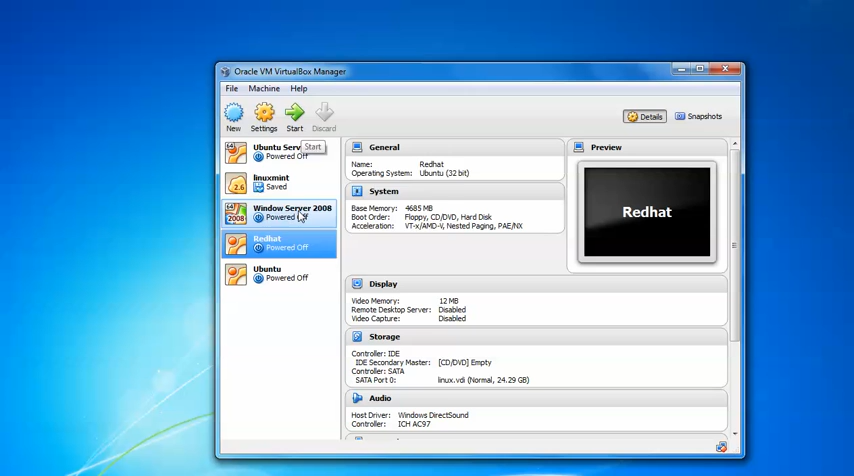 Oracle VM VirtualBox Manager
File Machine Help
New Settings Start Discard
Details Snapshots
Start
64 Ubuntu Serv
Powered Off
2.6 linuxmint
Saved
64 2008 Window Server 2008
Powered Off
Redhat
Powered Off
Ubuntu
Powered Off
General
Name: Redhat
Operating System: Ubuntu (32 bit)
System
Base Memory: 4685 MB
Boot Order: Floppy, CD/DVD, Hard Disk
Acceleration: VT-x/AMD-V, Nested Paging, PAE/NX
Preview
Redhat
Display
Video Memory: 12 MB
Remote Desktop Server: Disabled
Video Capture: Disabled
Storage
Controller: IDE
IDE Secondary Master: [CD/DVD] Empty
Controller: SATA
SATA Port 0: linux.vdi (Normal, 24.29 GB)
Audio
Host Driver: Windows DirectSound
Controller: ICH AC97